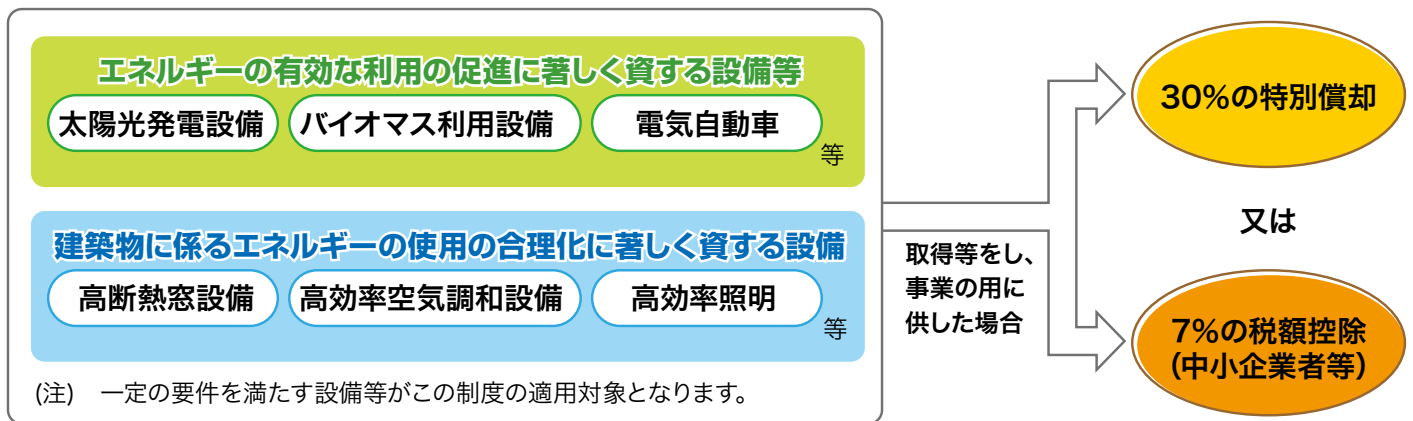 エネルギーの有効な利用の促進に著しく資する設備等
太陽光発電設備
バイオマス利用設備
電気自動車
等
建築物に係るエネルギーの使用の合理化に著しく資する設備
高断熱窓設備
高効率空気調和設備
高効率照明
等
(注) 一定の要件を満たす設備等がこの制度の適用対象となります。
取得等をし、
事業の用に
供した場合
30%の特別償却
又は
7%の税額控除
(中小企業者等)